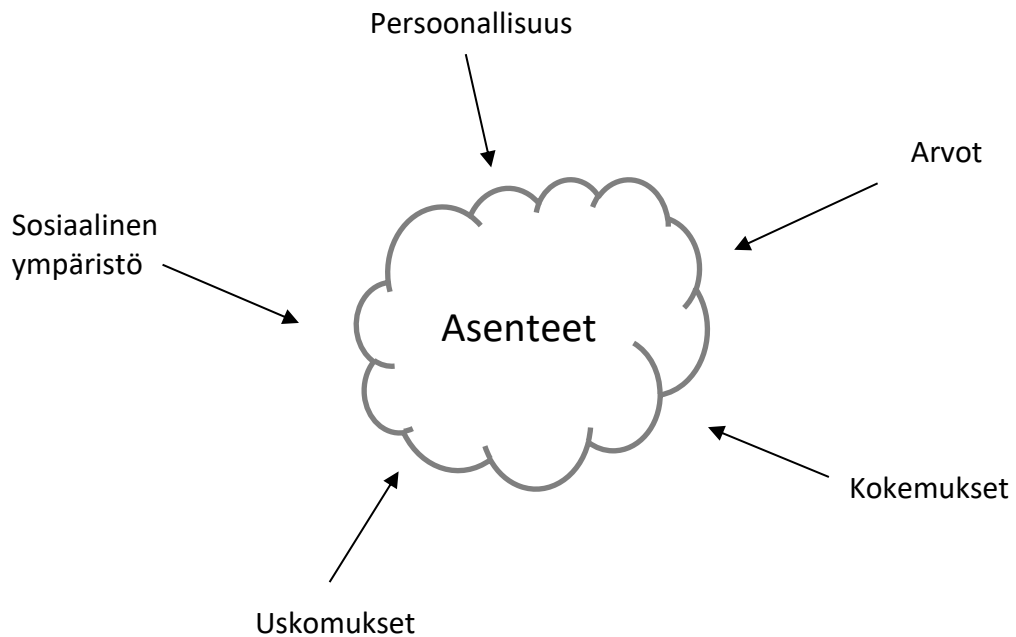 Persoonallisuus
Arvot
Sosiaalinen
ympäristö
Asenteet
Kokemukset
Uskomukset